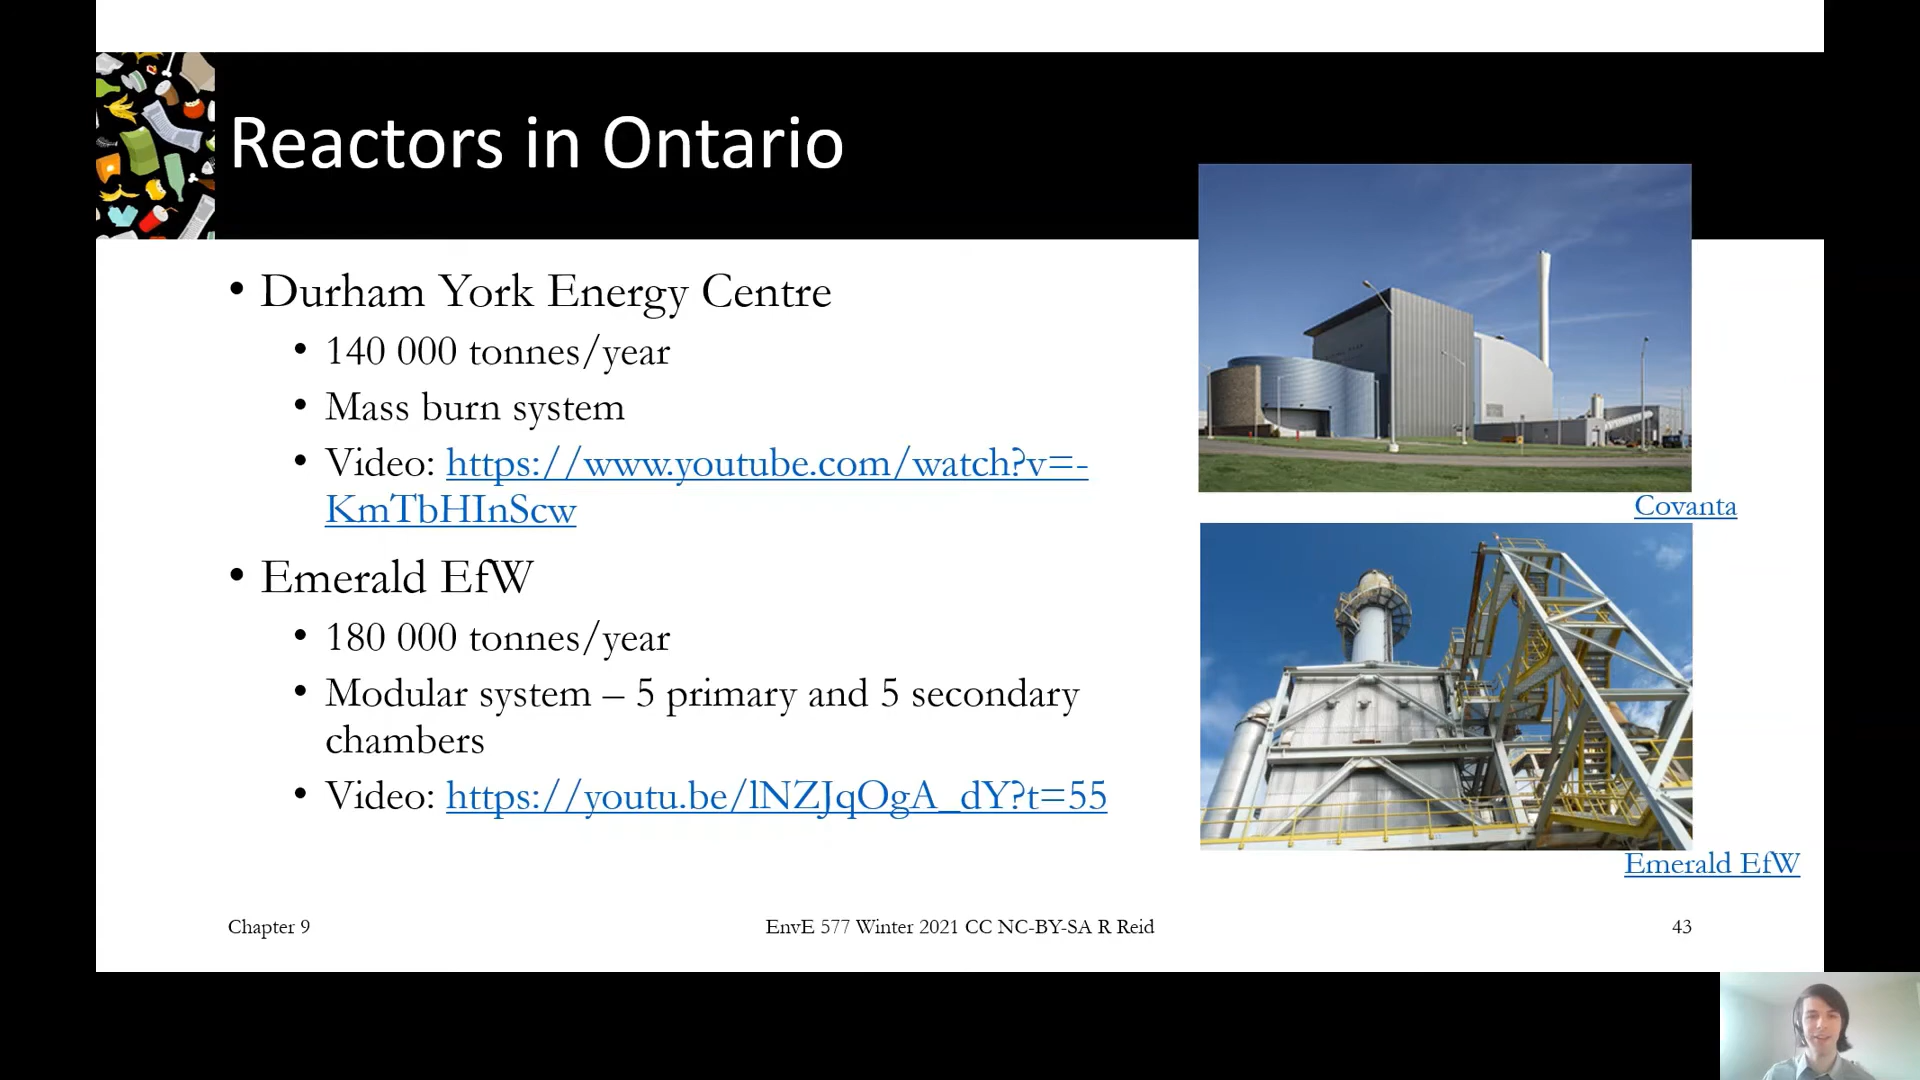 Reactors in Ontario
• Durham York Energy Centre
• 140 000 tonnes/year
• Mass burn system
• Video: https://www.youtube.com/watch?v=-
KmTbHInScw
• Emerald EfW
• 180 000 tonnes/year
• Modular system – 5 primary and 5 secondary
chambers
• Video: https://youtu.be/lNZJqOgA_dY?t=55
Covanta
Emerald EfW
Chapter 9
EnvE 577 Winter 2021 CC NC-BY-SA R Reid
43